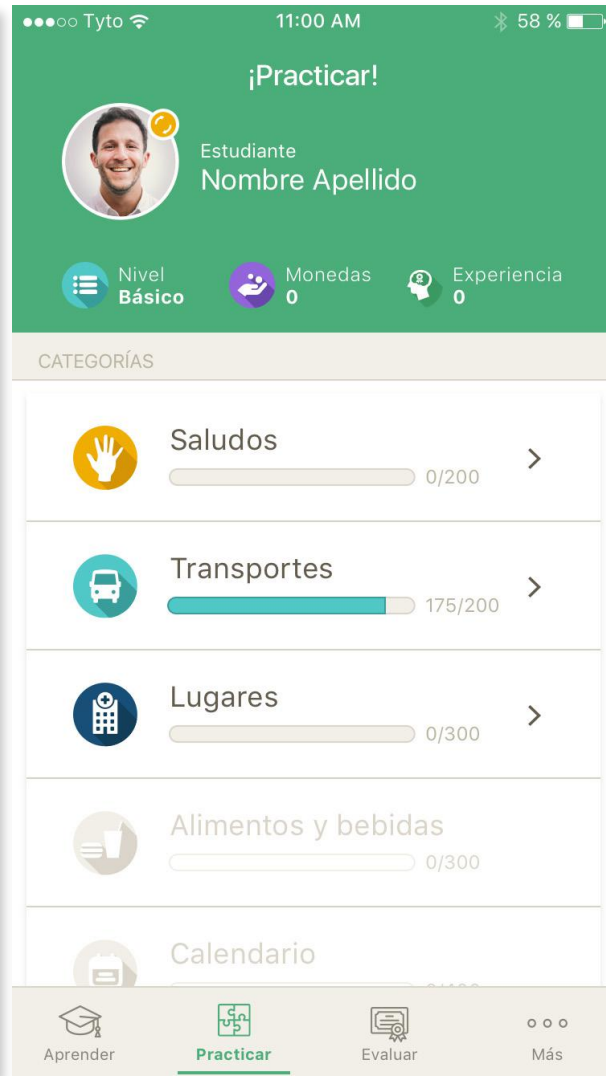 Tyto 11:00 AM 58 %
¡Practicar!
Estudiante
Nombre Apellido
Nivel
Básico
Monedas
0
Experiencia
0
CATEGORÍAS
Saludos
0/200
Transportes
175/200
Lugares
0/300
Alimentos y bebidas
0/300
Calendario
Aprender
Practicar
Evaluar
Más